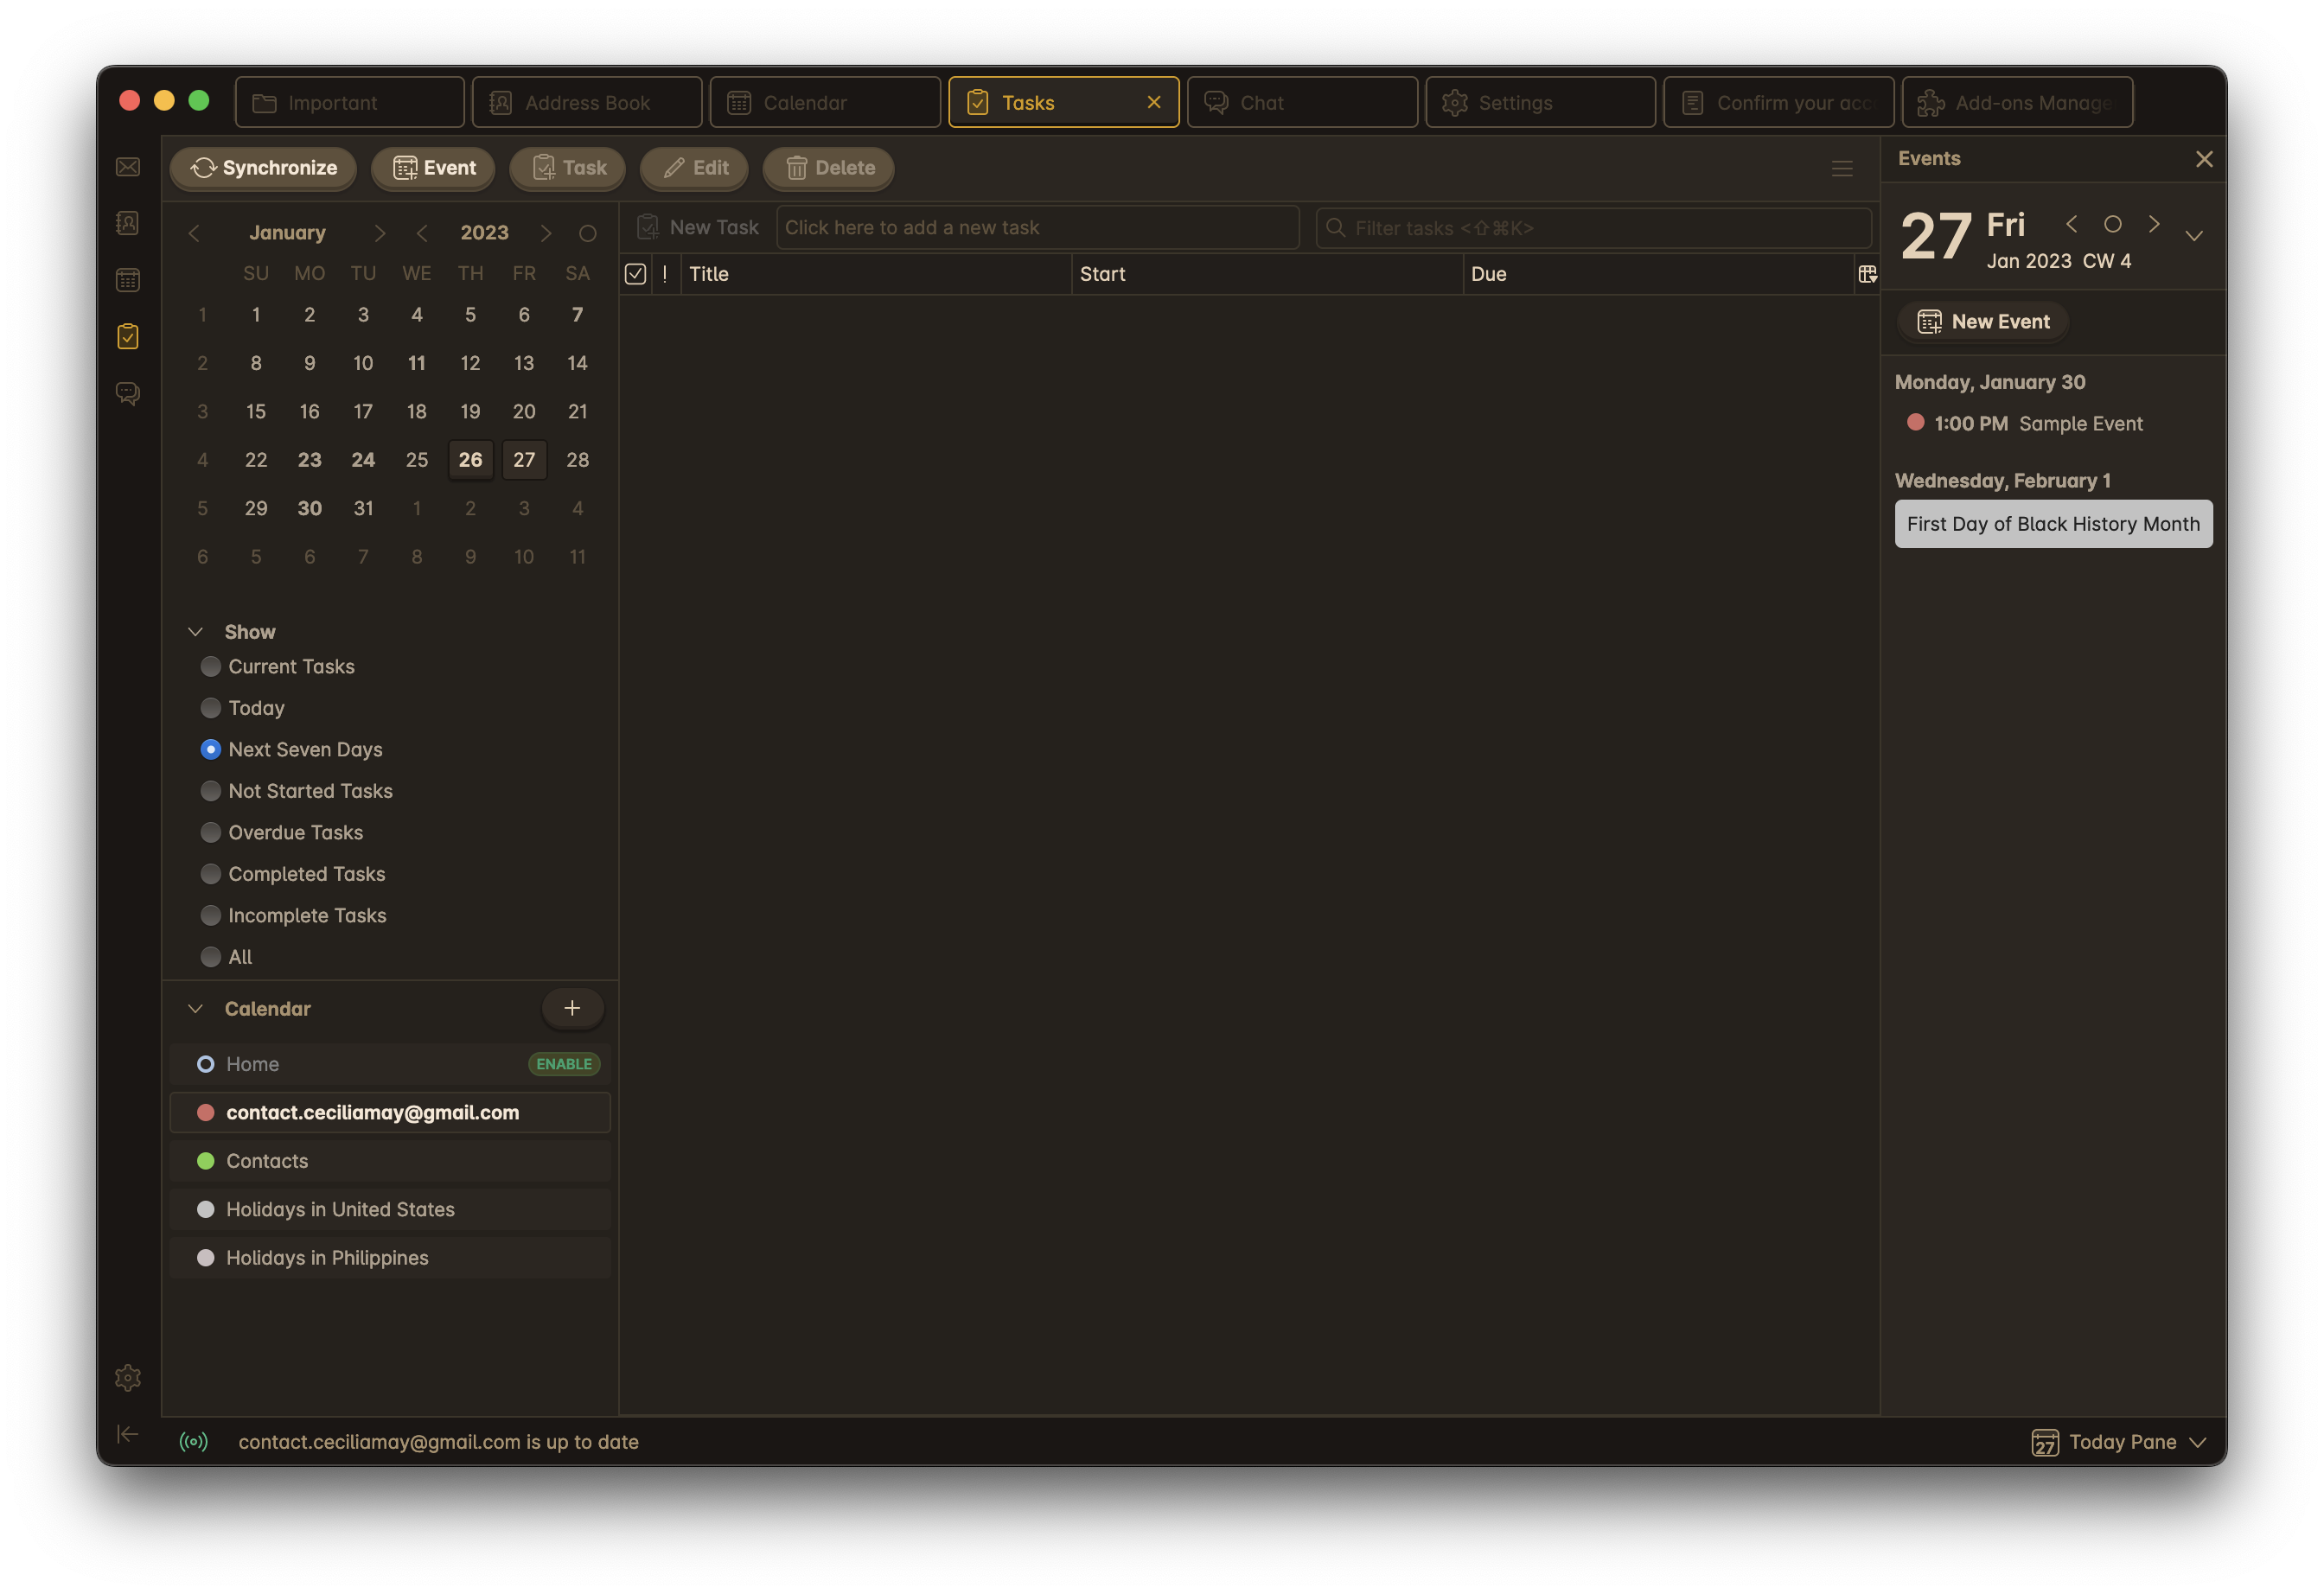 Important
Address Book
Calendar
Tasks
Chat
Settings
Confirm your acc
Add-ons Manage
Synchronize
Event
Task
Edit
Delete
January
2023
SU MO TU WE TH FR SA
1 1 2 3 4 5 6 7
2 8 9 10 11 12 13 14
3 15 16 17 18 19 20 21
4 22 23 24 25 26 27 28
5 29 30 31 1 2 3 4
6 5 6 7 8 9 10 11
Show
Current Tasks
Today
Next Seven Days
Not Started Tasks
Overdue Tasks
Completed Tasks
Incomplete Tasks
All
Calendar
+
Home
ENABLE
contact.ceciliamay@gmail.com
Contacts
Holidays in United States
Holidays in Philippines
New Task
Click here to add a new task
Filter tasks <⇧⌘K>
! Title Start Due
Events
27
Fri
Jan 2023 CW 4
New Event
Monday, January 30
1:00 PM Sample Event
Wednesday, February 1
First Day of Black History Month
contact.ceciliamay@gmail.com is up to date
27 Today Pane